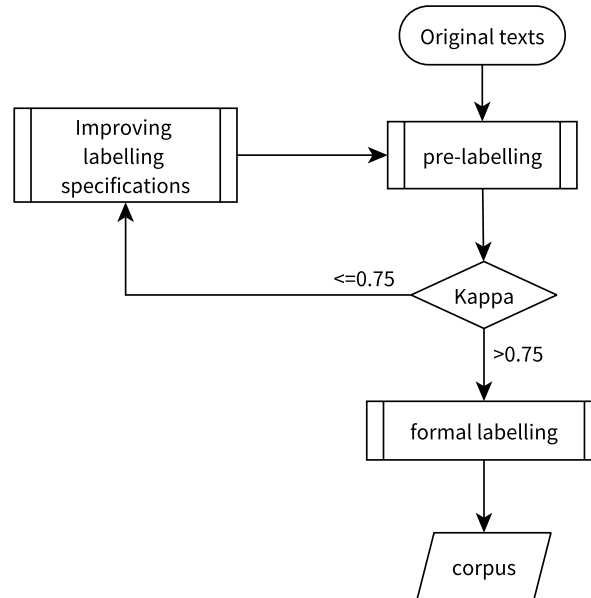 Original texts
Improving
labelling
specifications
pre-labelling
<=0.75
Kappa
>0.75
formal labelling
corpus